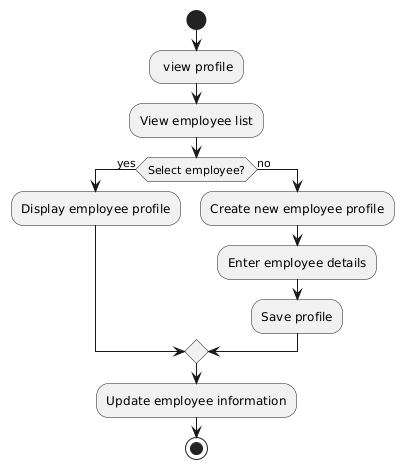 view profile
View employee list
yes
Select employee?
no
Display employee profile
Create new employee profile
Enter employee details
Save profile
Update employee information